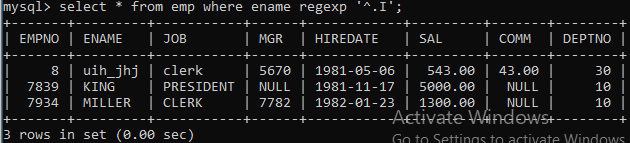 mysql> select * from emp where ename regexp '^.I';
+-------+---------+-----------+------+------------+---------+-------+--------+
| EMPNO | ENAME | JOB | MGR | HIREDATE | SAL | COMM | DEPTNO |
+-------+---------+-----------+------+------------+---------+-------+--------+
| 8 | uih_jhj | clerk | 5670 | 1981-05-06 | 543.00 | 43.00 | 30 |
| 7839 | KING | PRESIDENT | NULL | 1981-11-17 | 5000.00 | NULL | 10 |
| 7934 | MILLER | CLERK | 7782 | 1982-01-23 | 1300.00 | NULL | 10 |
+-------+---------+-----------+------+------------+---------+-------+--------+
Activate Windows
3 rows in set (0.00 sec)
Go to Settings to activate Windows